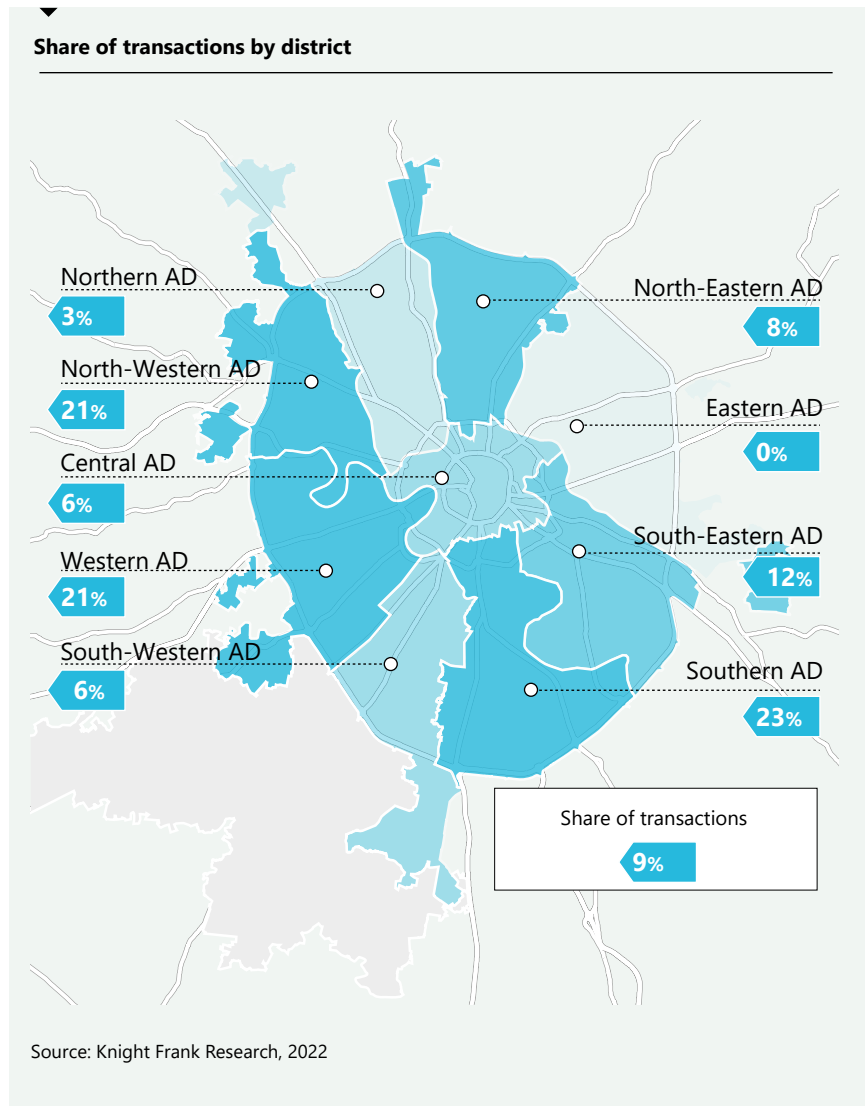 Share of transactions by district
Northern AD
3%
North-Western AD
21%
Central AD
6%
Western AD
21%
South-Western AD
6%
North-Eastern AD
8%
Eastern AD
0%
South-Eastern AD
12%
Southern AD
23%
Share of transactions
9%
Source: Knight Frank Research, 2022